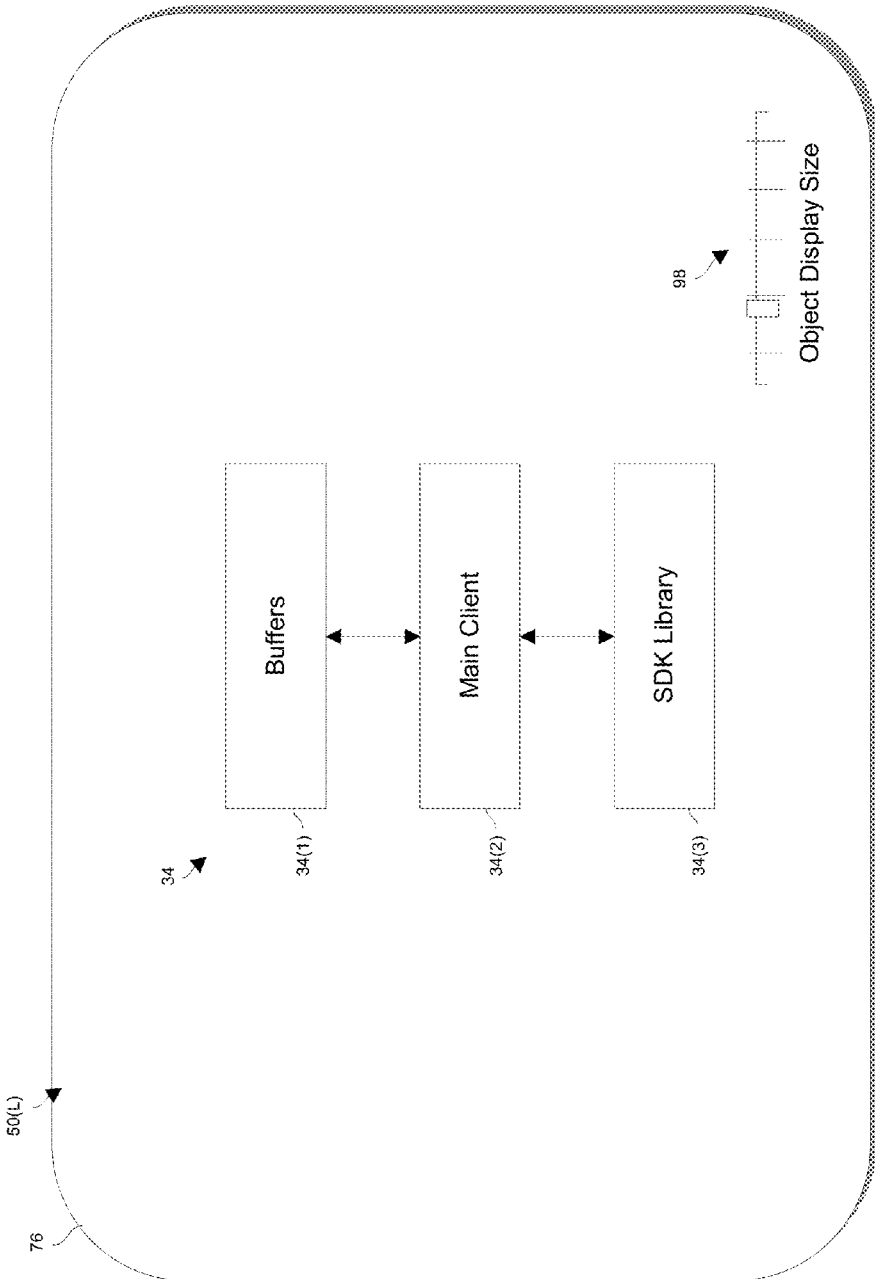 50(L)
76
34
Buffers
34(1)
Main Client
34(2)
SDK Library
34(3)
98
Object Display Size